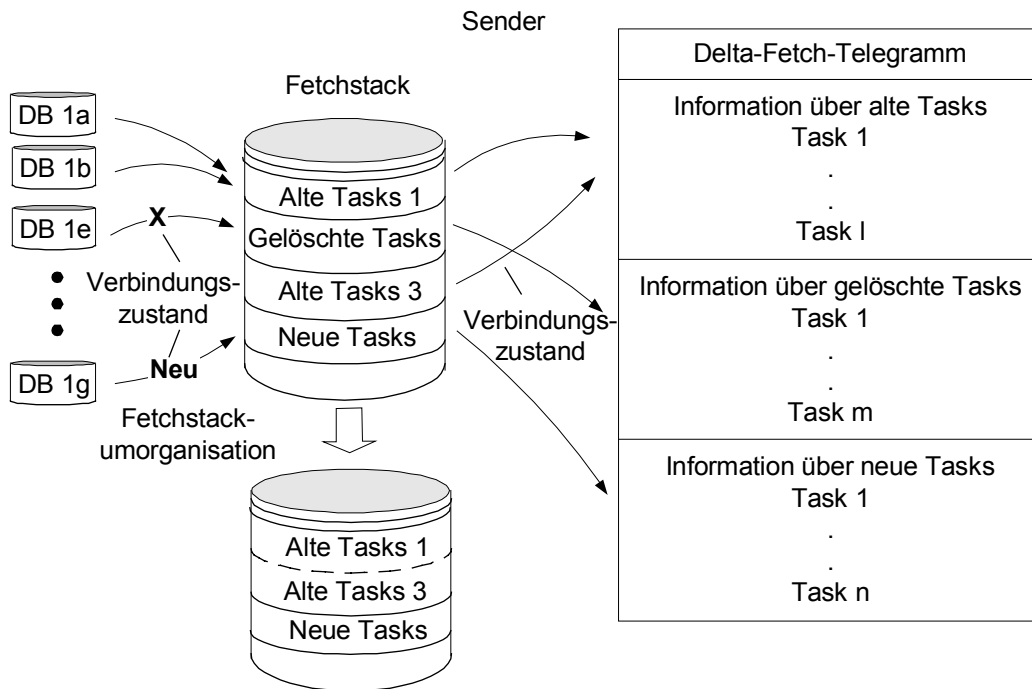 Sender
Fetchstack
DB 1a
DB 1b
DB 1e
DB 1g
X
Verbindungs-
zustand
Neu
Fetchstack-
umorganisation
Alte Tasks 1
Gelöschte Tasks
Alte Tasks 3
Neue Tasks
Alte Tasks 1
Alte Tasks 3
Neue Tasks
Verbindungs-
zustand
Delta-Fetch-Telegramm
Information über alte Tasks
Task 1
.
.
Task l
Information über gelöschte Tasks
Task 1
.
.
Task m
Information über neue Tasks
Task 1
.
.
Task n